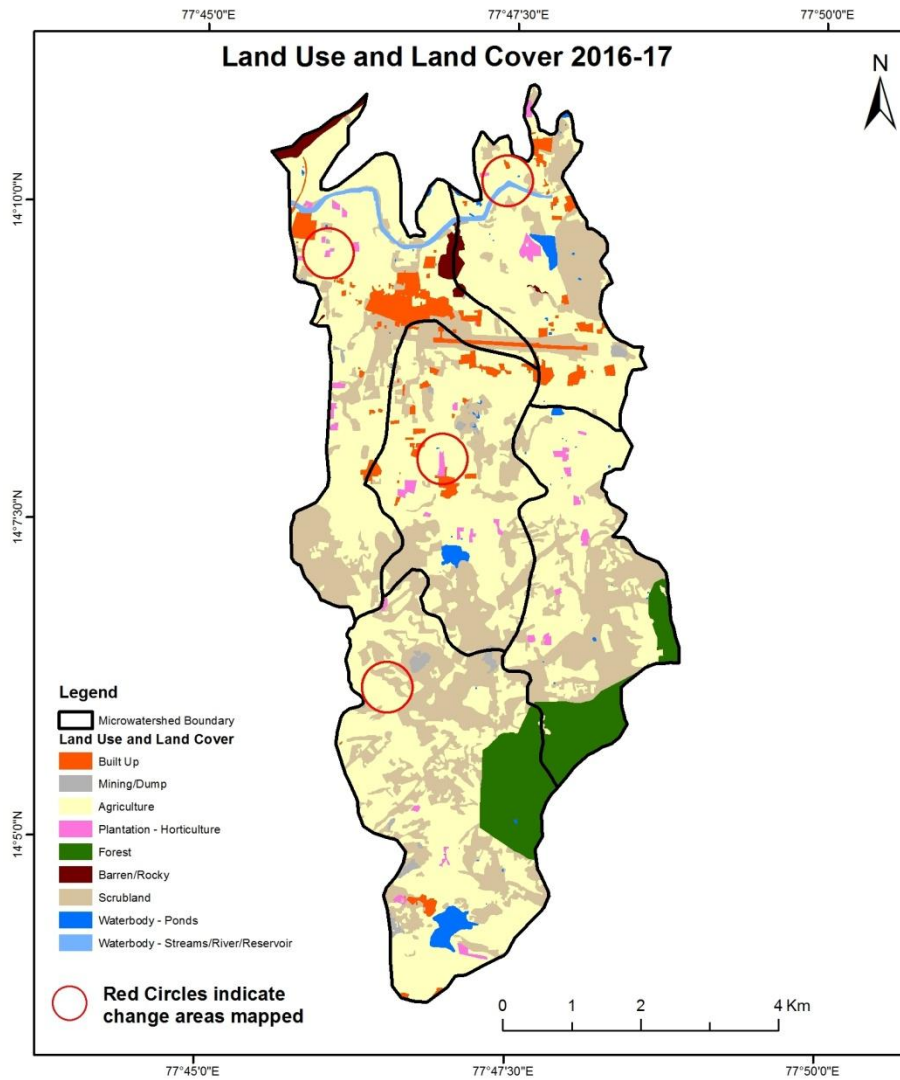 77°45'0"E
77°47'30"E
77°50'0"E
Land Use and Land Cover 2016-17
N
14°10'0"N
14°7'30"N
14°5'0"N
Legend
Microwatershed Boundary
Land Use and Land Cover
Built Up
Mining/Dump
Agriculture
Plantation - Horticulture
Forest
Barren/Rocky
Scrubland
Waterbody - Ponds
Waterbody - Streams/River/Reservoir
Red Circles indicate
change areas mapped
0 1 2 4 Km
77°45'0"E
77°47'30"E
77°50'0"E